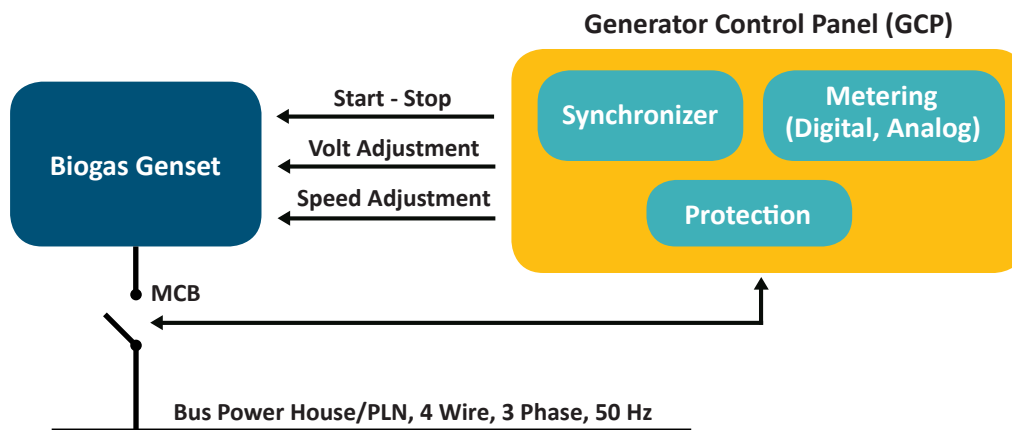 Generator Control Panel (GCP)
Biogas Genset
Start - Stop
Volt Adjustment
Speed Adjustment
Synchronizer
Metering
(Digital, Analog)
Protection
MCB
Bus Power House/PLN, 4 Wire, 3 Phase, 50 Hz